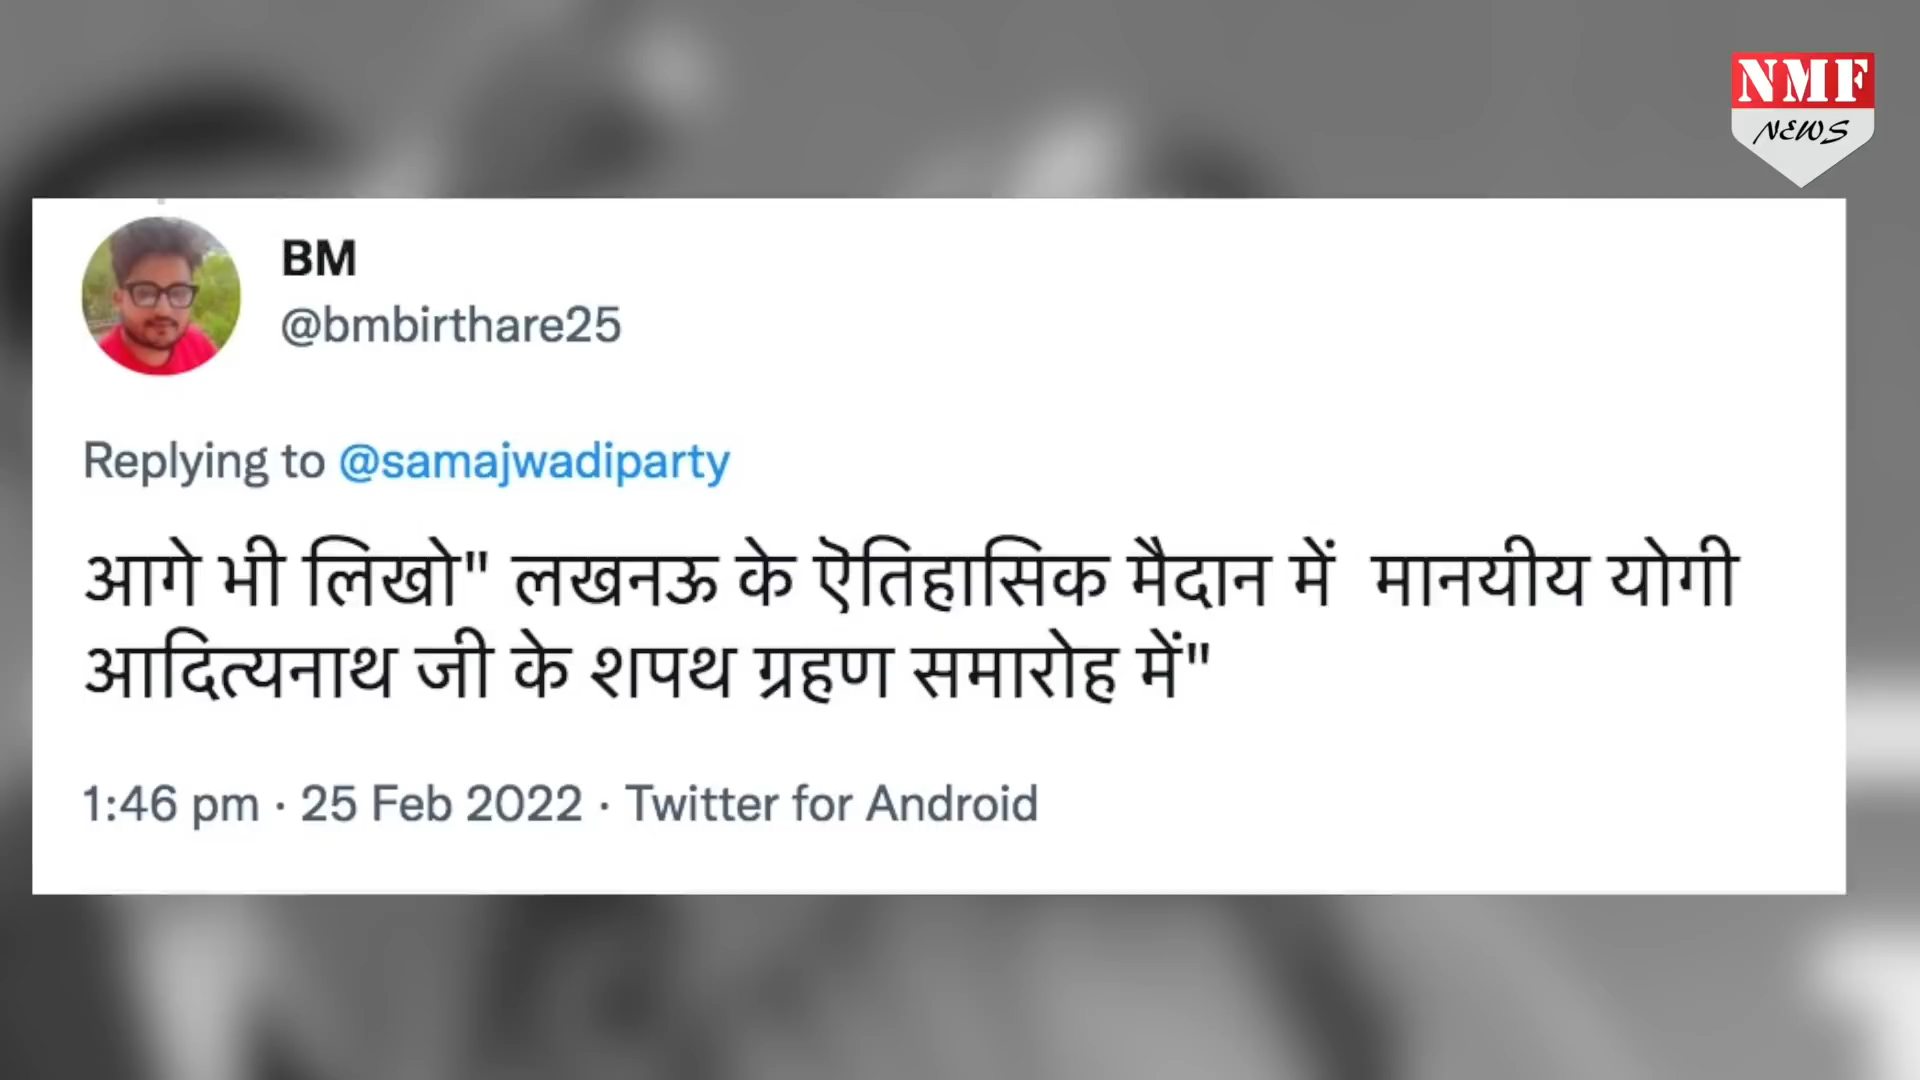 NMF
NEWS
BM
@bmbirthare25
Replying to @samajwadiparty
आगे भी लिखो" लखनऊ के ऎतिहासिक मैदान में  मानयीय योगी
आदित्यनाथ जी के शपथ ग्रहण समारोह में"
1:46 pm · 25 Feb 2022 · Twitter for Android